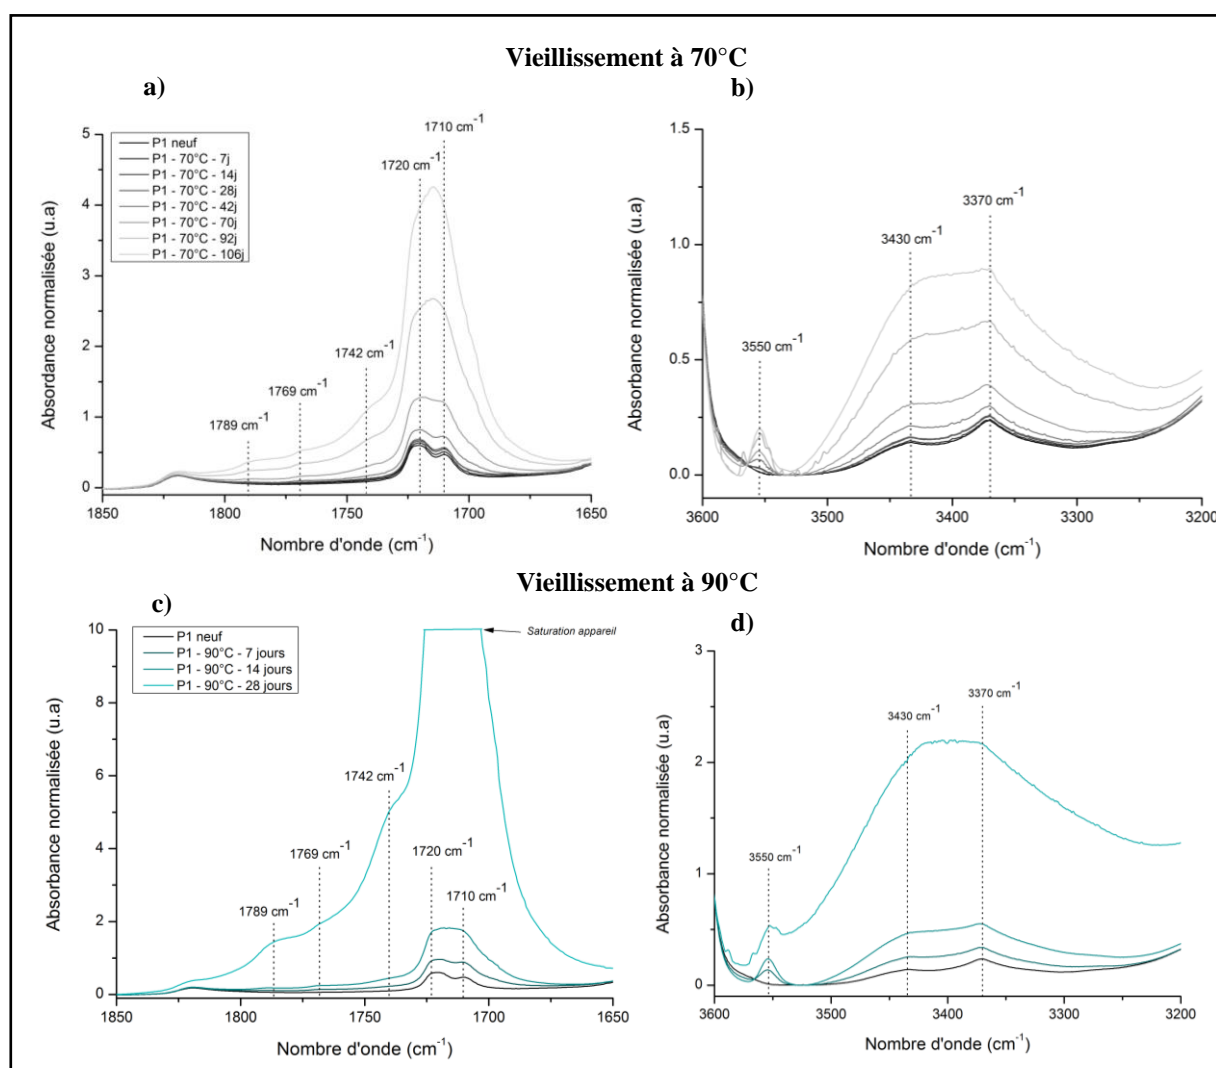 Vieillissement à 70°C
a)
b)
1710 cm-1
1720 cm-1
1742 cm-1
1769 cm-1
1789 cm-1
P1 neuf
P1 - 70°C - 7j
P1 - 70°C - 14j
P1 - 70°C - 28j
P1 - 70°C - 42j
P1 - 70°C - 70j
P1 - 70°C - 92j
P1 - 70°C - 106j
Absordance normalisée (u.a)
5
4
3
2
1
0
1850 1750 1700 1650
Nombre d'onde (cm-1)
3370 cm-1
3430 cm-1
3550 cm-1
Absorbance normalisée (u.a)
1.5
1.0
0.5
0.0
3600 3500 3400 3300 3200
Nombre d'onde (cm-1)
Vieillissement à 90°C
c)
d)
P1 neuf
P1 - 90°C - 7 jours
P1 - 90°C - 14 jours
P1 - 90°C - 28 jours
Saturation appareil
1742 cm-1
1769 cm-1
1720 cm-1
1789 cm-1
1710 cm-1
Absorbance normalisée (u.a)
10
8
6
4
2
0
1850 1800 1750 1700 1650
Nombre d'onde (cm-1)
3370 cm-1
3430 cm-1
3550 cm-1
Absorbance normalisée (u.a)
3
2
1
0
3600 3500 3400 3300 3200
Nombre d'onde (cm-1)